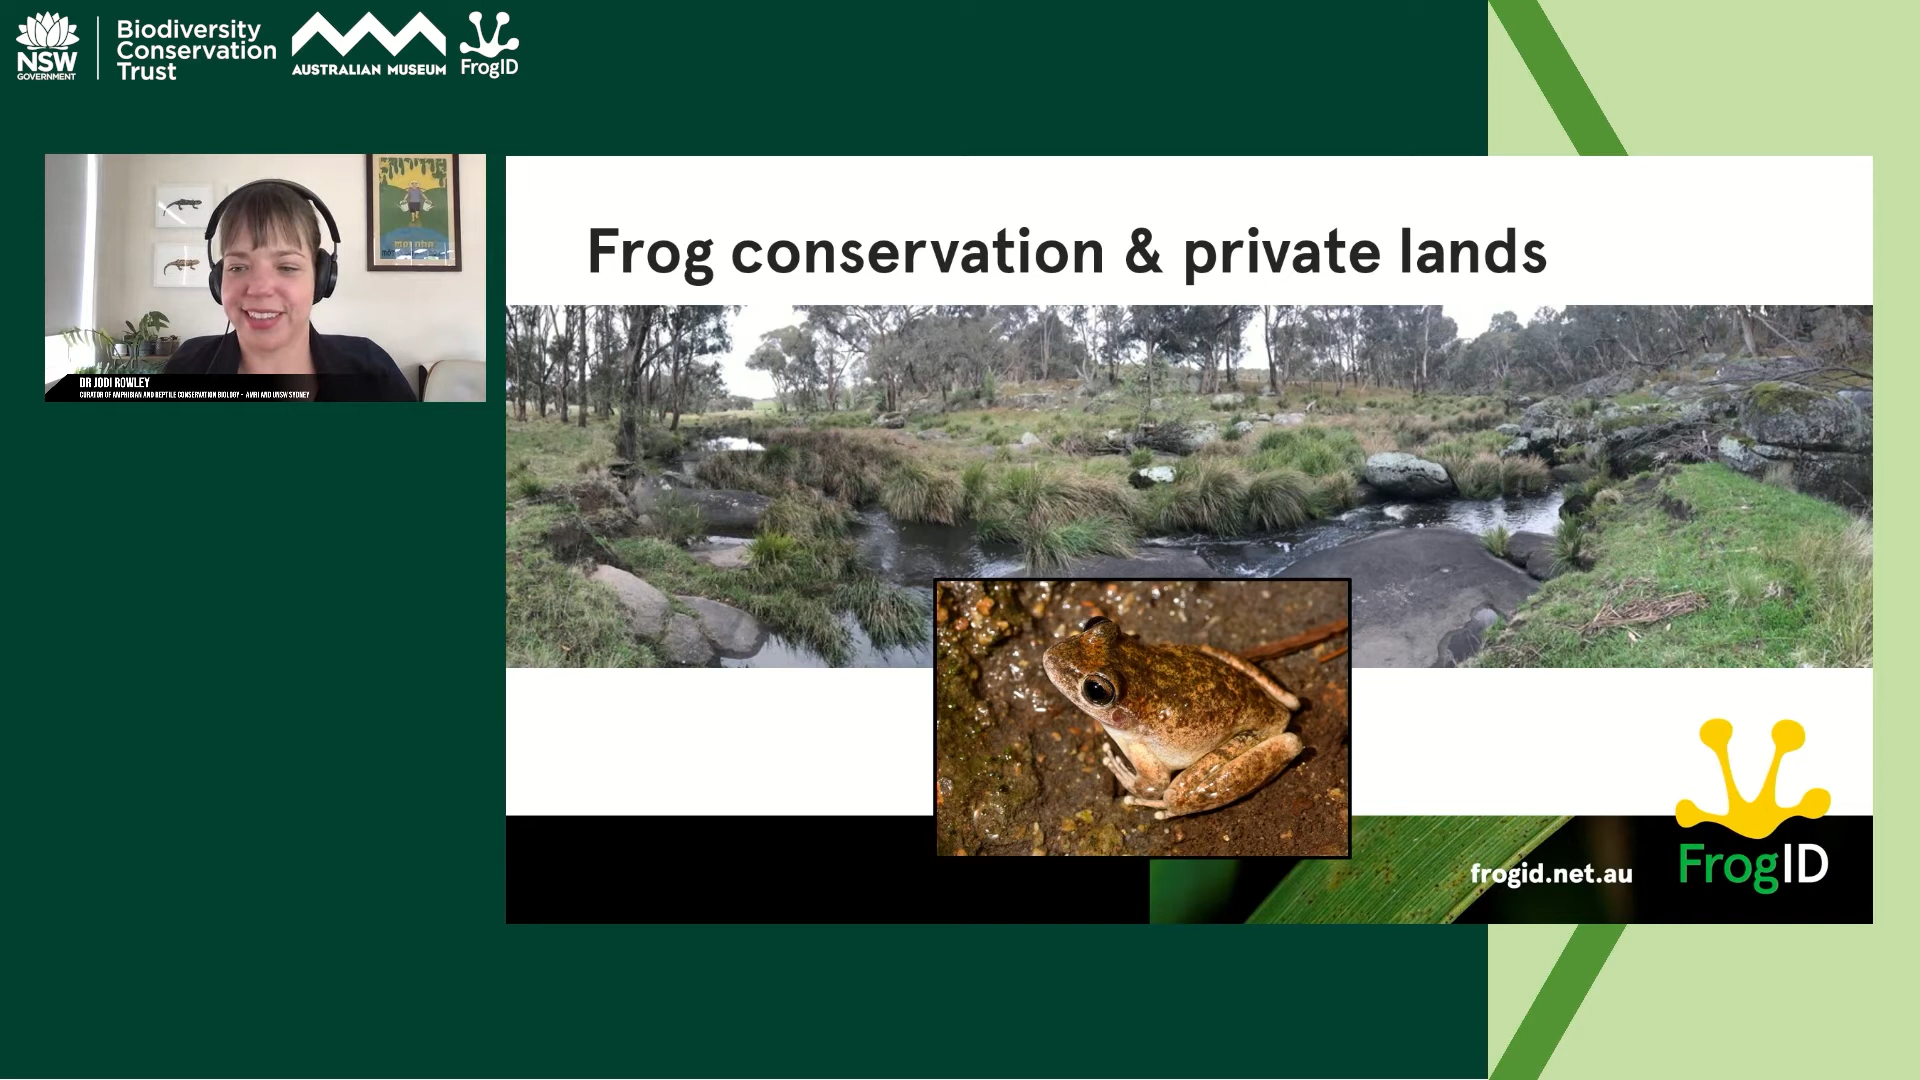 NSW
GOVERNMENT
Biodiversity
Conservation
Trust
AUSTRALIAN MUSEUM
FrogID
DR JODI ROWLEY
CURATOR OF AMPHIBIAN AND REPTILE CONSERVATION BIOLOGY - AMRI AND UNSW SYDNEY
Frog conservation & private lands
frogid.net.au
FrogID